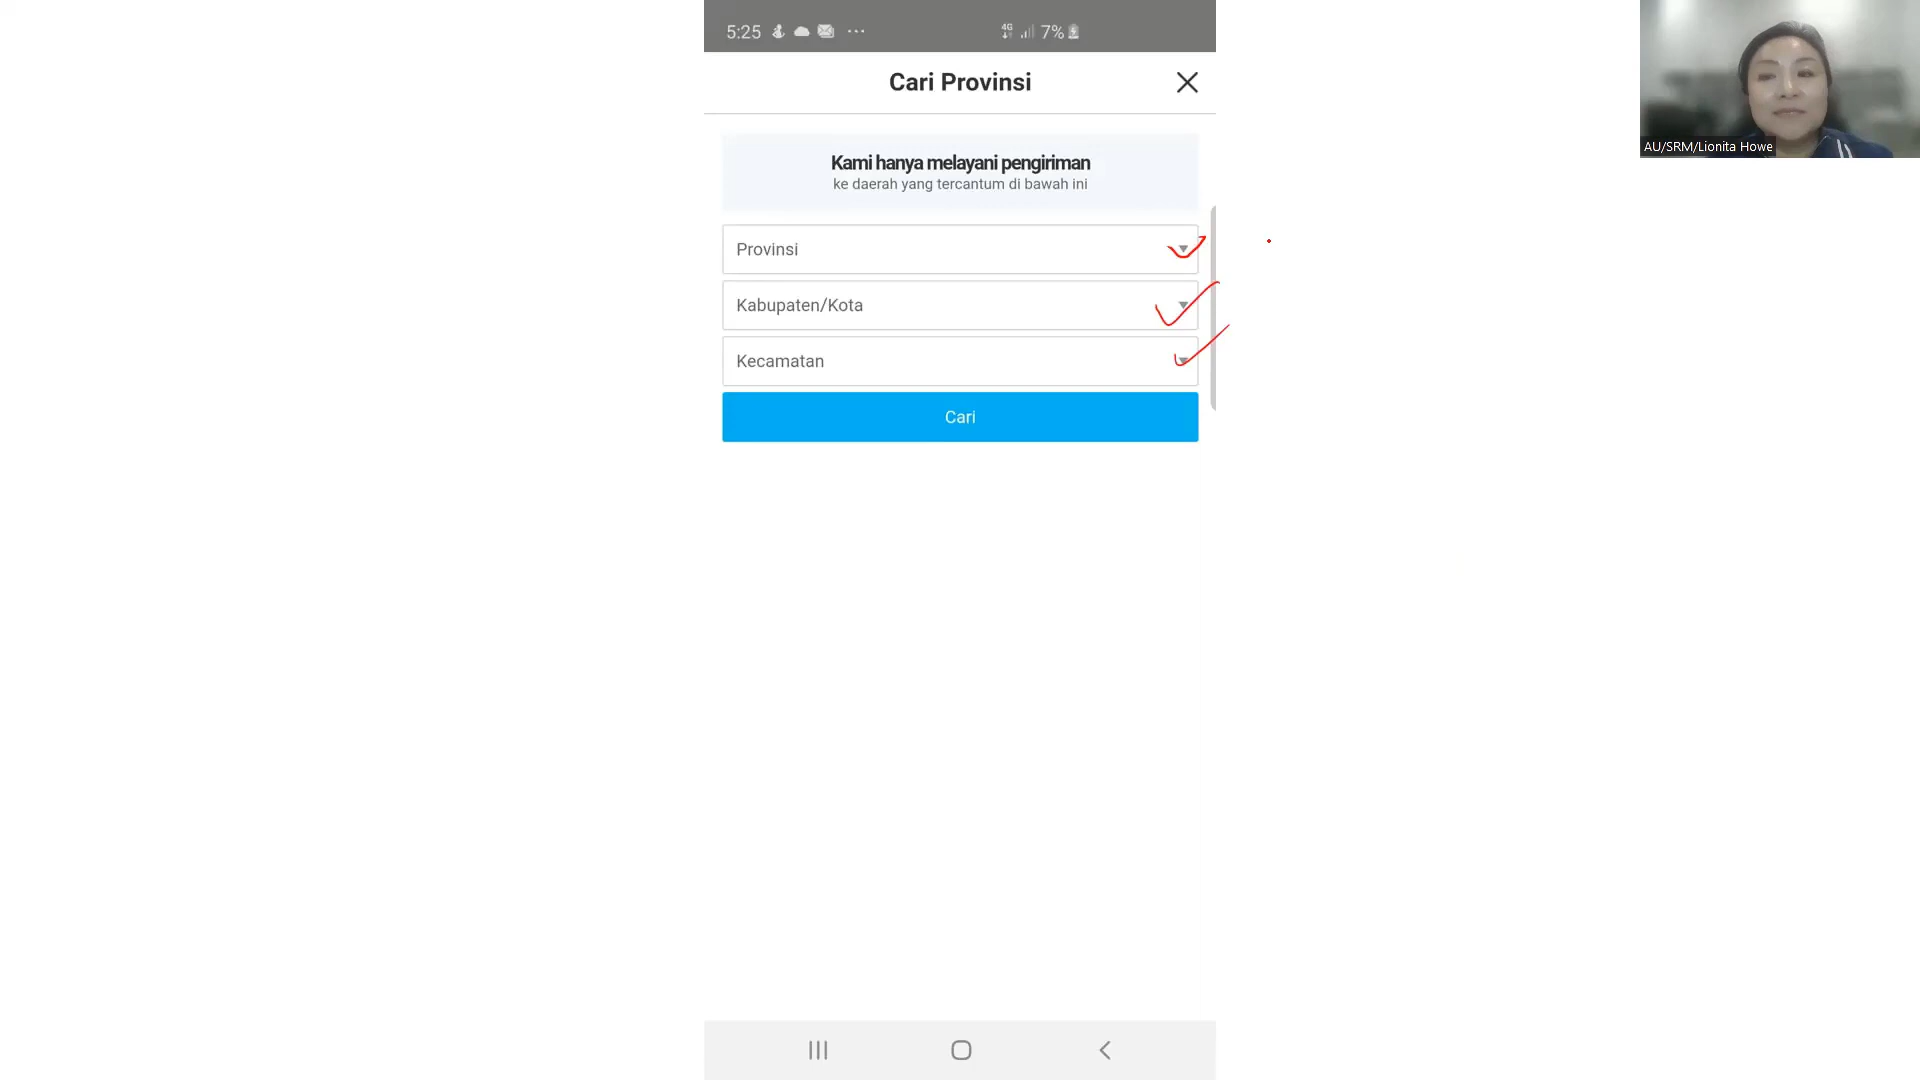 5:25
4G
7%
Cari Provinsi
Kami hanya melayani pengiriman
ke daerah yang tercantum di bawah ini
Provinsi
Kabupaten/Kota
Kecamatan
Cari
AU/SRM/Lionita Howe